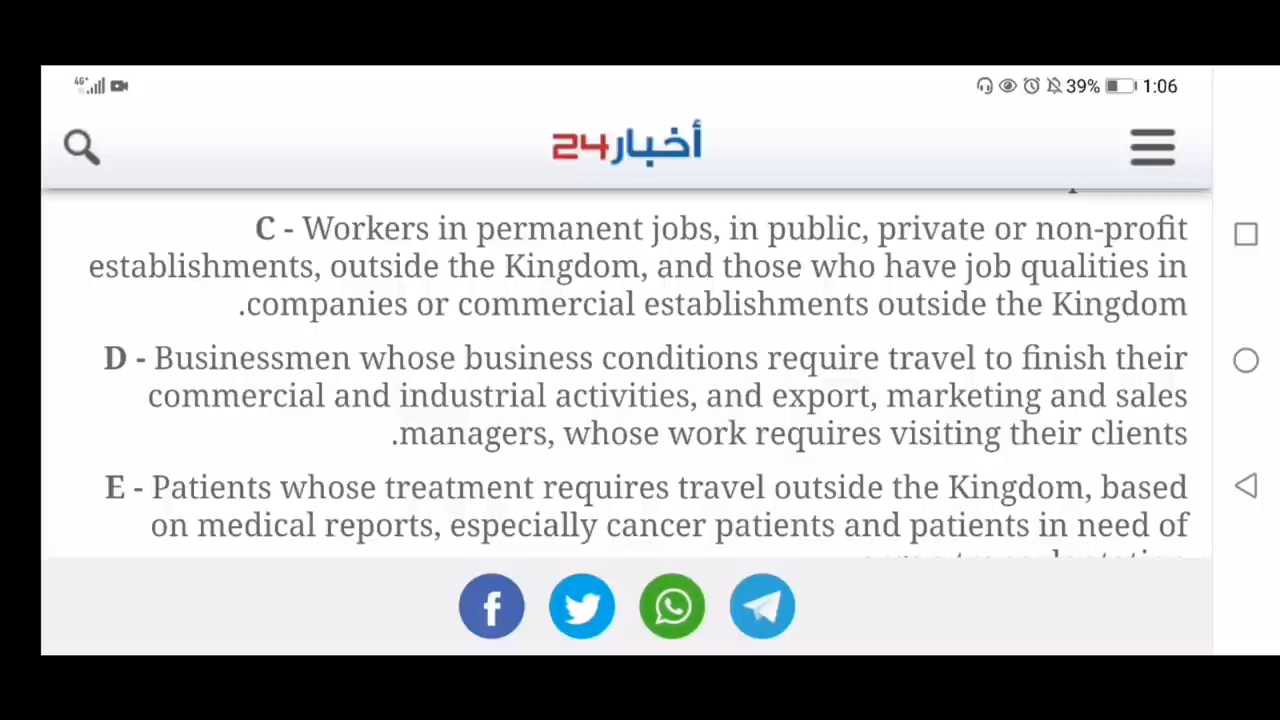 4G+ 39% 1:06
أخبار24
C - Workers in permanent jobs, in public, private or non-profit
establishments, outside the Kingdom, and those who have job qualities in
.companies or commercial establishments outside the Kingdom
D - Businessmen whose business conditions require travel to finish their
commercial and industrial activities, and export, marketing and sales
.managers, whose work requires visiting their clients
E - Patients whose treatment requires travel outside the Kingdom, based
on medical reports, especially cancer patients and patients in need of